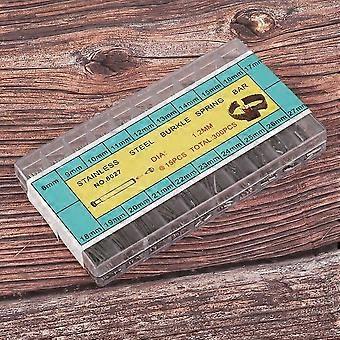 8mm 9mm 10mm 11mm 12mm 13mm 14mm 15mm 16mm 17mm
STAINLESS STEEL BURKLE SPRING BAR
NO.6027
DIA: 1.2MM
@15PCS TOTAL:300PCS
18mm 19mm 20mm 21mm 22mm 23mm 24mm 25mm 26mm 27mm